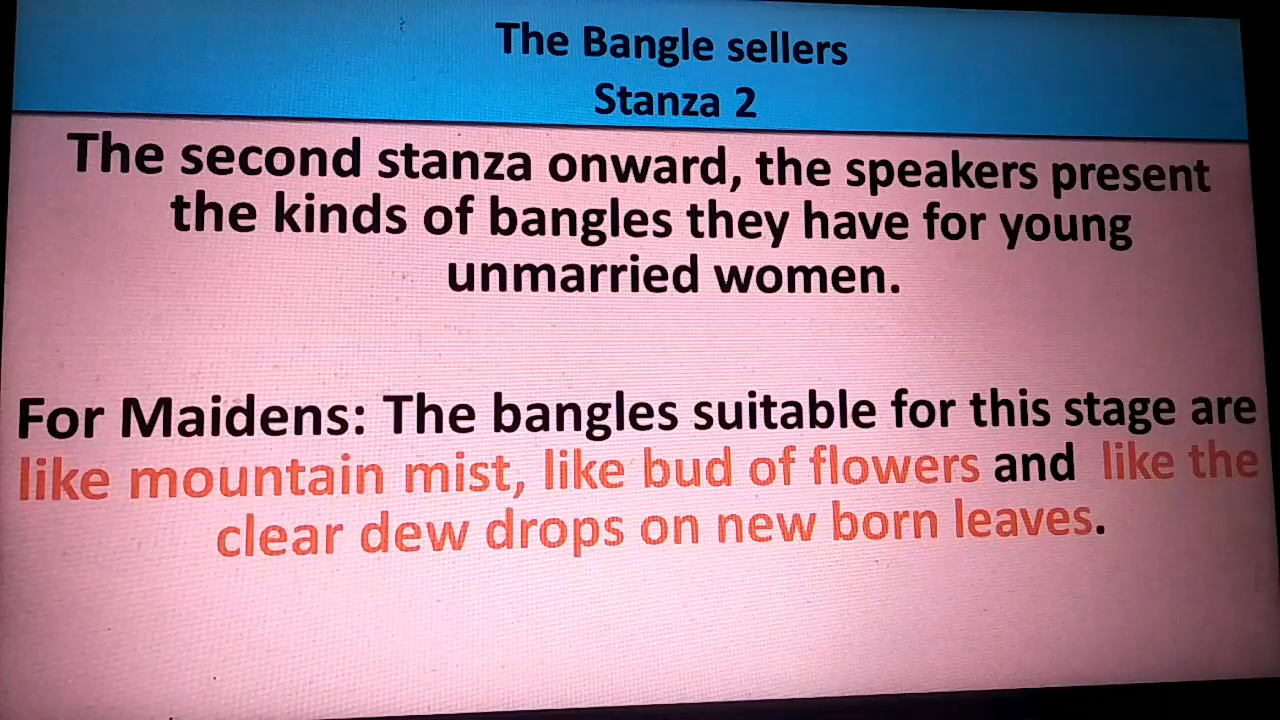 The Bangle sellers
Stanza 2
The second stanza onward, the speakers present
the kinds of bangles they have for young
unmarried women.
For Maidens: The bangles suitable for this stage are
like mountain mist, like bud of flowers and like the
clear dew drops on new born leaves.